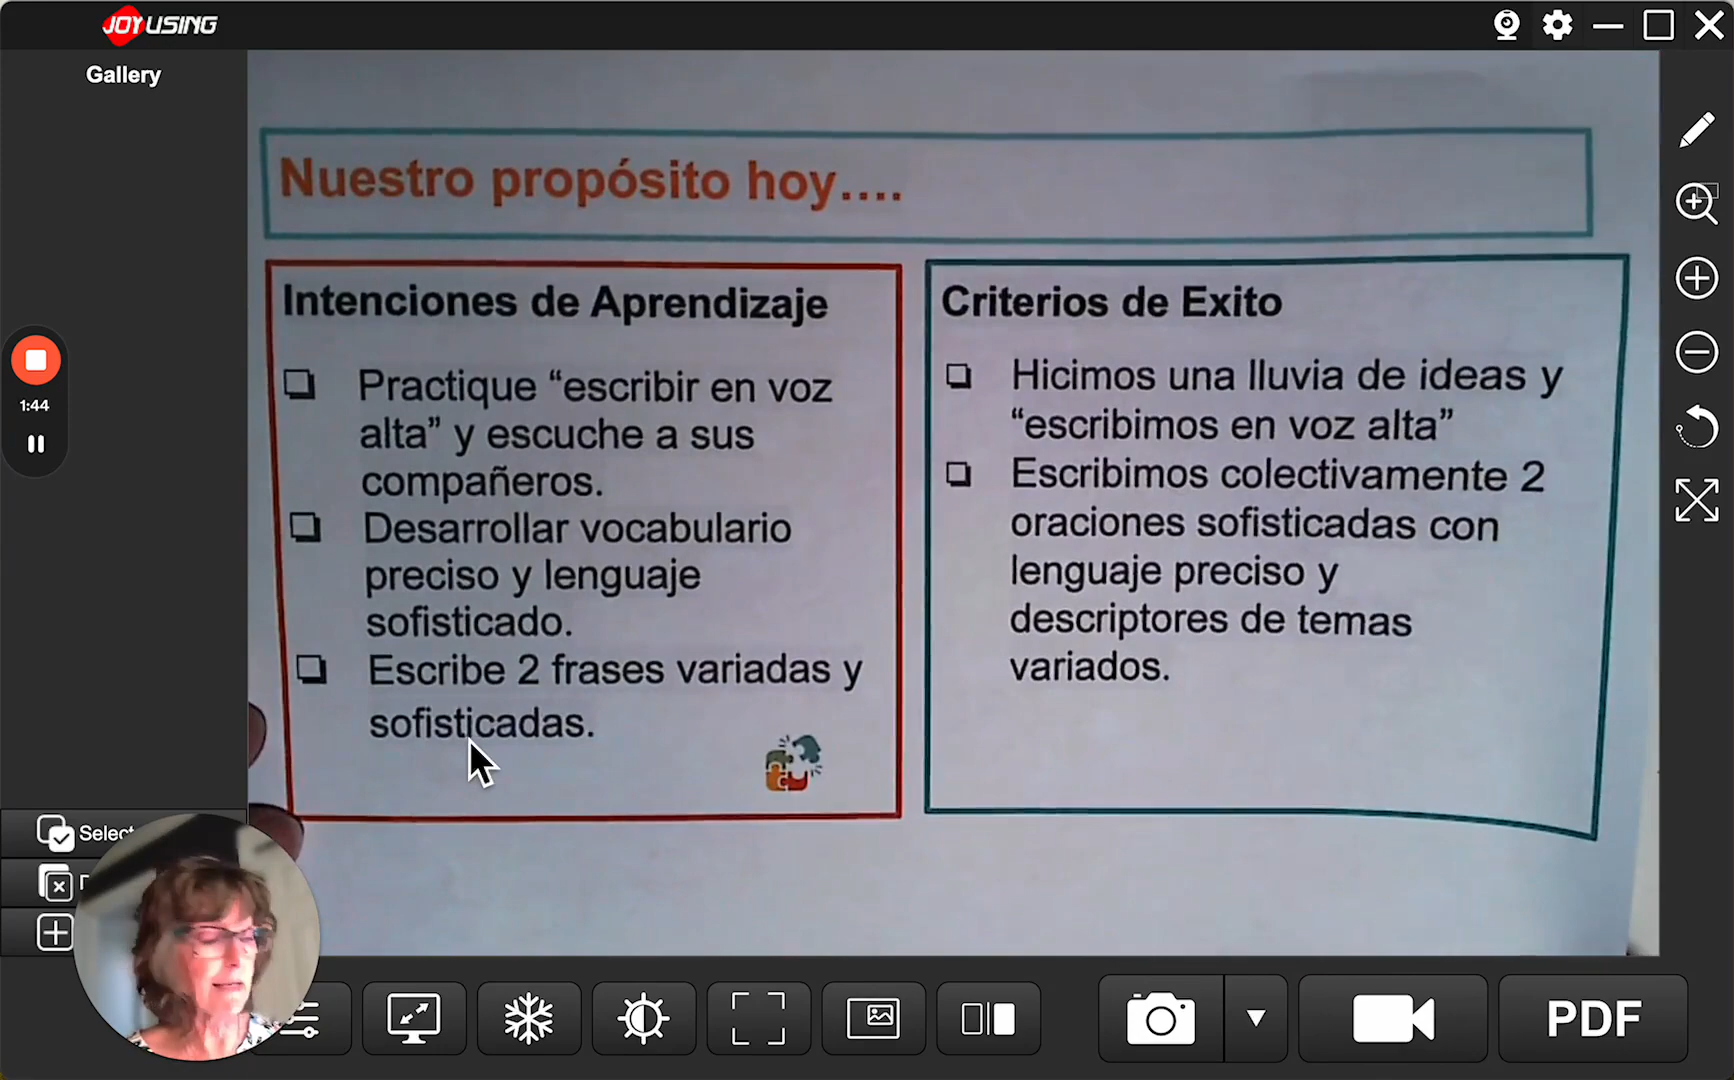 JOYUSING
Gallery
Nuestro propósito hoy....
Intenciones de Aprendizaje
Practique “escribir en voz
alta” y escuche a sus
compañeros.
Desarrollar vocabulario
preciso y lenguaje
sofisticado.
Escribe 2 frases variadas y
sofisticadas.
Criterios de Exito
Hicimos una lluvia de ideas y
“escribimos en voz alta”
Escribimos colectivamente 2
oraciones sofisticadas con
lenguaje preciso y
descriptores de temas
variados.
1:44
Select
PDF